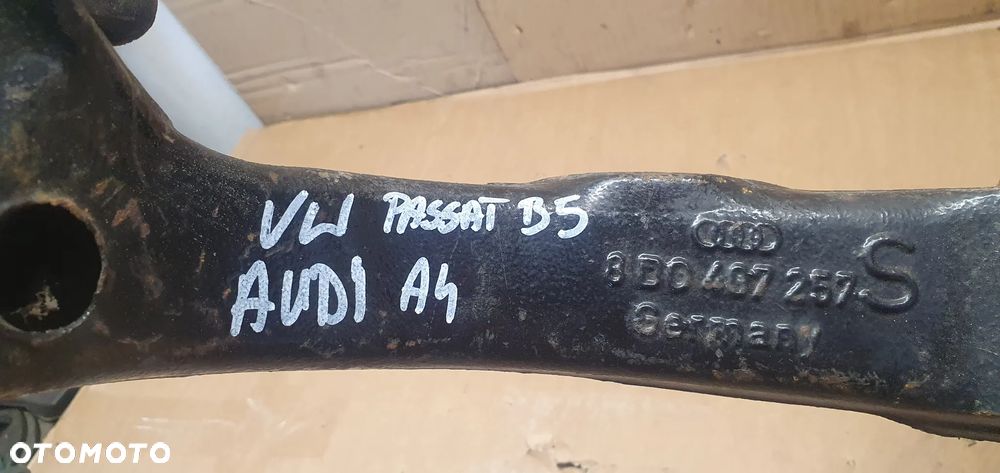 VW PASSAT B5
AUDI A4
8D0 407 257 S
Germany
OTOMOTO